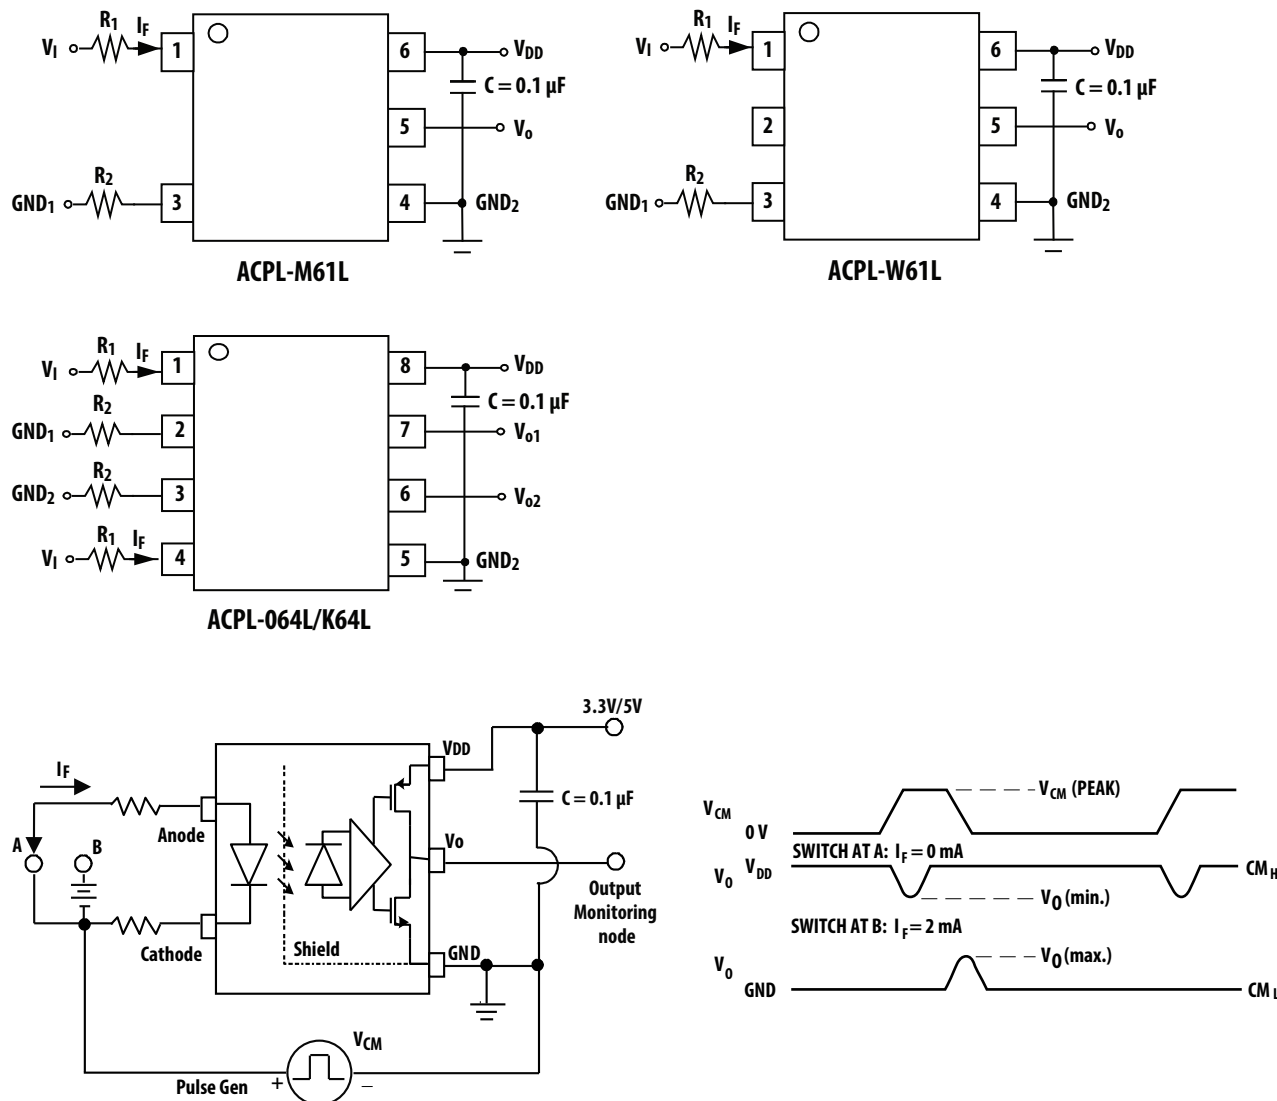 R1 IF
VI 1 6 VDD
C = 0.1 µF
5 Vo
R2
GND1 3 4 GND2
ACPL-M61L
R1 IF
VI 1 6 VDD
C = 0.1 µF
2 5 Vo
R2
GND1 3 4 GND2
ACPL-W61L
R1 IF
VI 1 8 VDD
C = 0.1 µF
R2
GND1 2 7 Vo1
R2
GND2 3 6 Vo2
R1 IF
VI 4 5 GND2
ACPL-064L/K64L
3.3V/5V
IF
VDD
C = 0.1 µF
Anode
A B
Vo
Output
Monitoring
node
Cathode
Shield
GND
VCM
Pulse Gen + –
VCM (PEAK)
VCM
0 V
SWITCH AT A: IF = 0 mA
VO VDD CMH
VO (min.)
SWITCH AT B: IF = 2 mA
VO (max.)
VO
GND CML